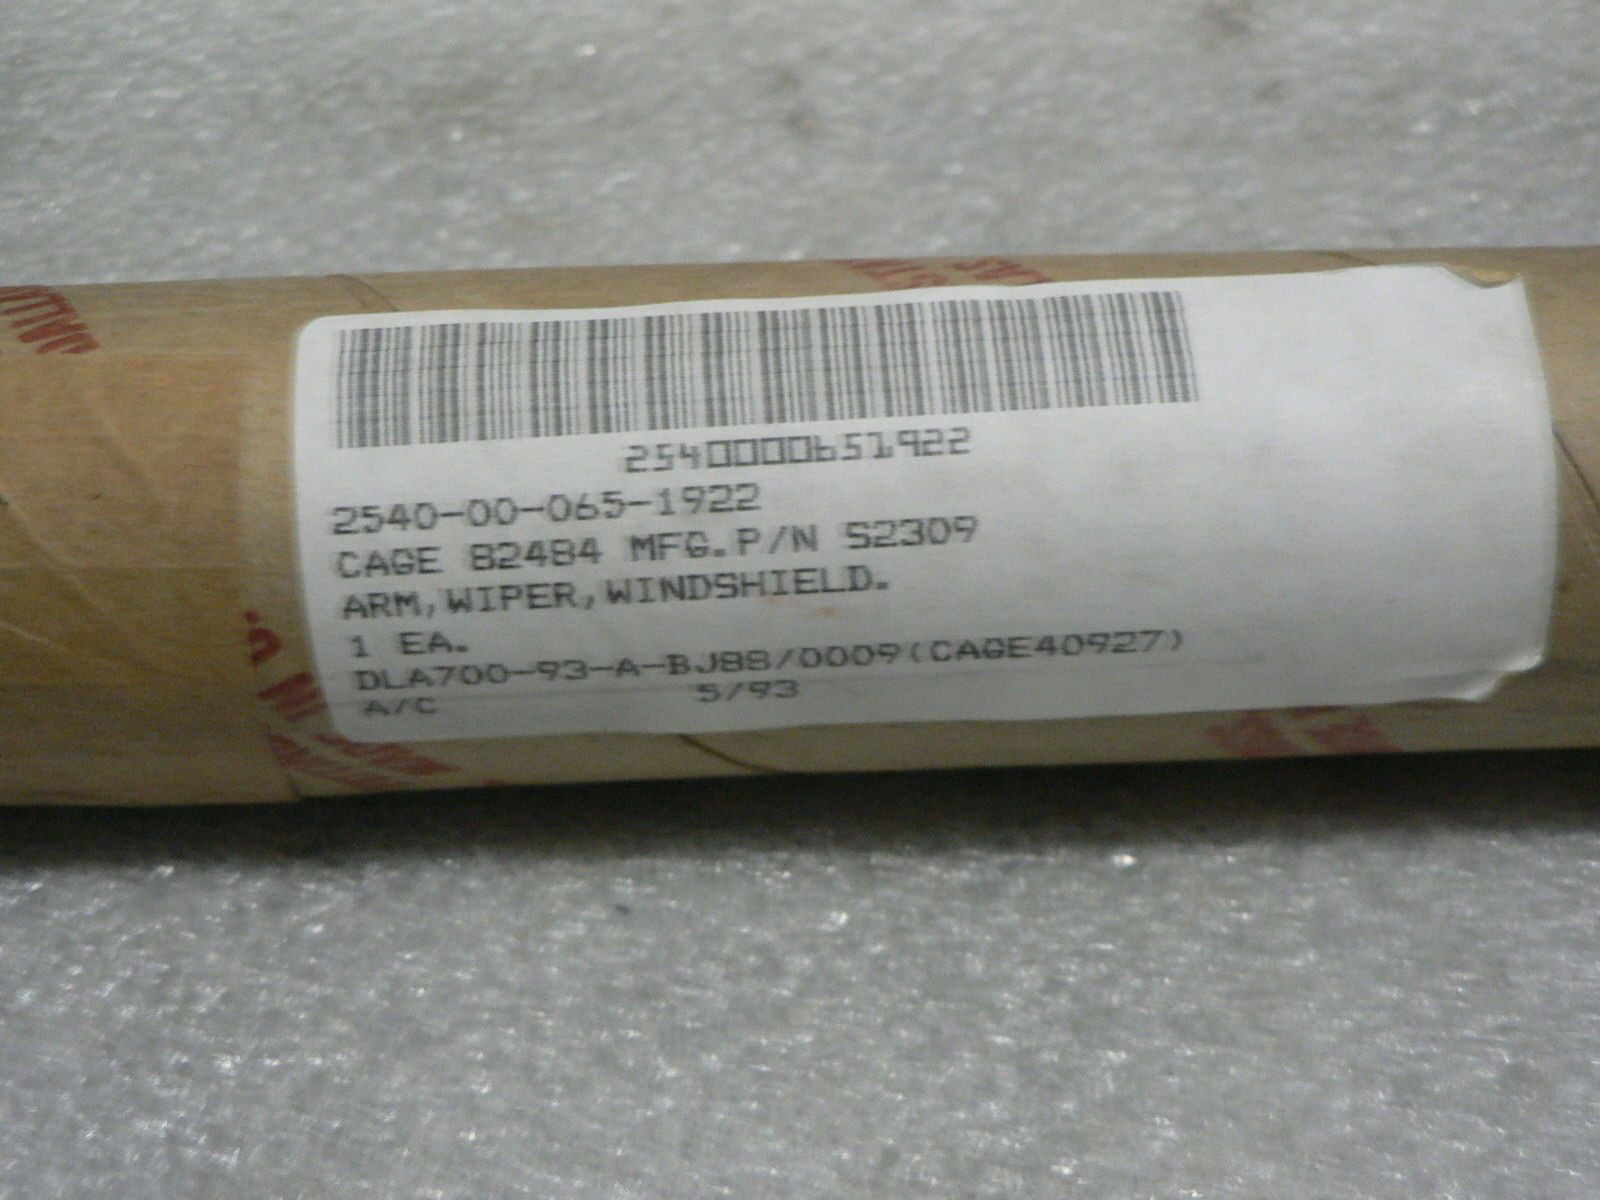 2540000651922
2540-00-065-1922
CAGE 82484 MFG.P/N S2309
ARM,WIPER,WINDSHIELD.
1 EA.
DLA700-93-A-BJ88/0009(CAGE40927)
A/C 5/93